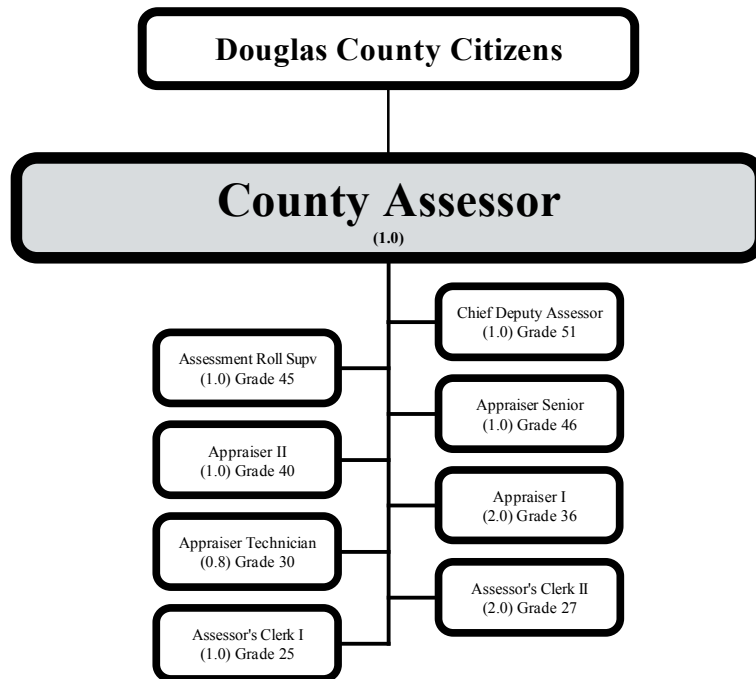 Douglas County Citizens
County Assessor
(1.0)
Chief Deputy Assessor
(1.0) Grade 51
Assessment Roll Supv
(1.0) Grade 45
Appraiser Senior
(1.0) Grade 46
Appraiser II
(1.0) Grade 40
Appraiser I
(2.0) Grade 36
Appraiser Technician
(0.8) Grade 30
Assessor's Clerk II
(2.0) Grade 27
Assessor's Clerk I
(1.0) Grade 25